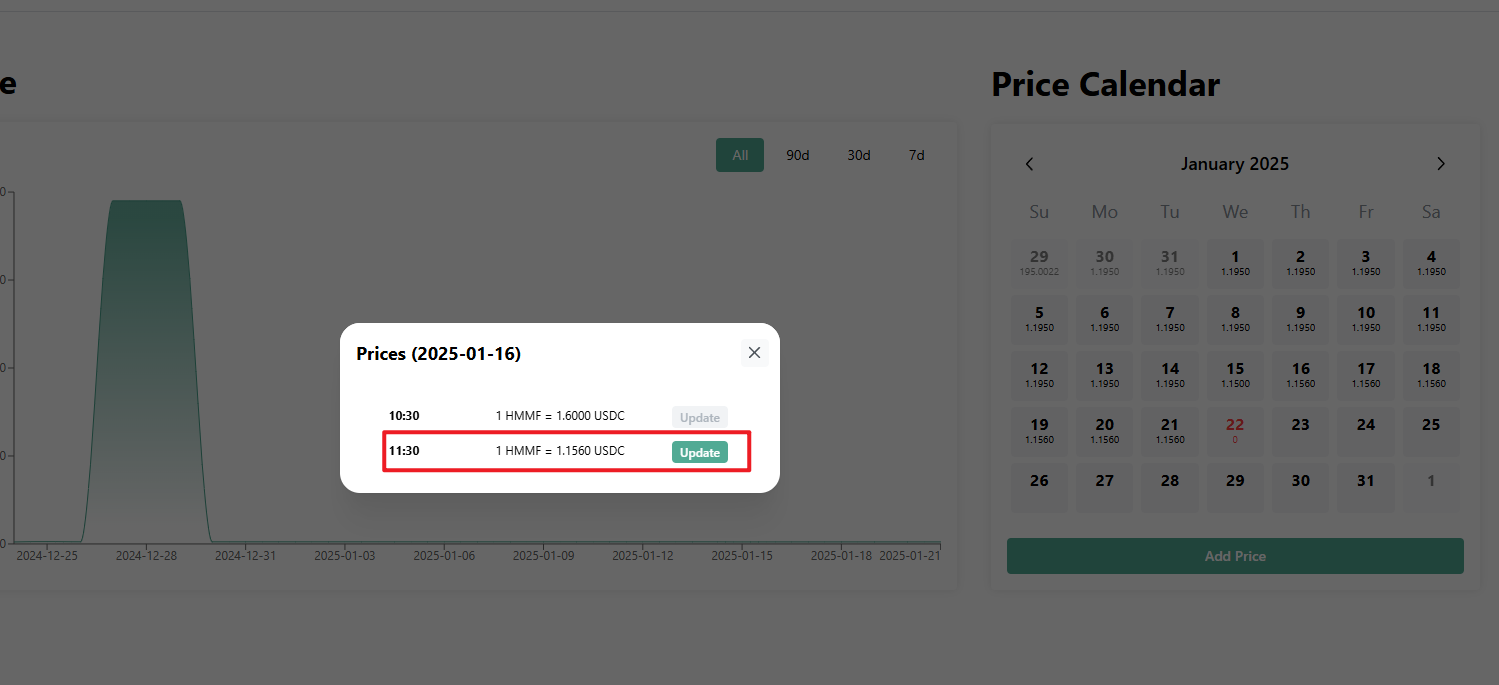 e
Price Calendar
All 90d 30d 7d
January 2025
Su Mo Tu We Th Fr Sa
29 30 31 1 2 3 4
195.0022 1.1950 1.1950 1.1950 1.1950 1.1950 1.1950
5 6 7 8 9 10 11
1.1950 1.1950 1.1950 1.1950 1.1950 1.1950 1.1950
12 13 14 15 16 17 18
1.1950 1.1950 1.1950 1.1500 1.1560 1.1560 1.1560
19 20 21 22 23 24 25
1.1560 1.1560 1.1560 0
26 27 28 29 30 31 1
Add Price
Prices (2025-01-16)
10:30 1 HMMF = 1.6000 USDC Update
11:30 1 HMMF = 1.1560 USDC Update
0
0
0
0
0
2024-12-25 2024-12-28 2024-12-31 2025-01-03 2025-01-06 2025-01-09 2025-01-12 2025-01-15 2025-01-18 2025-01-21